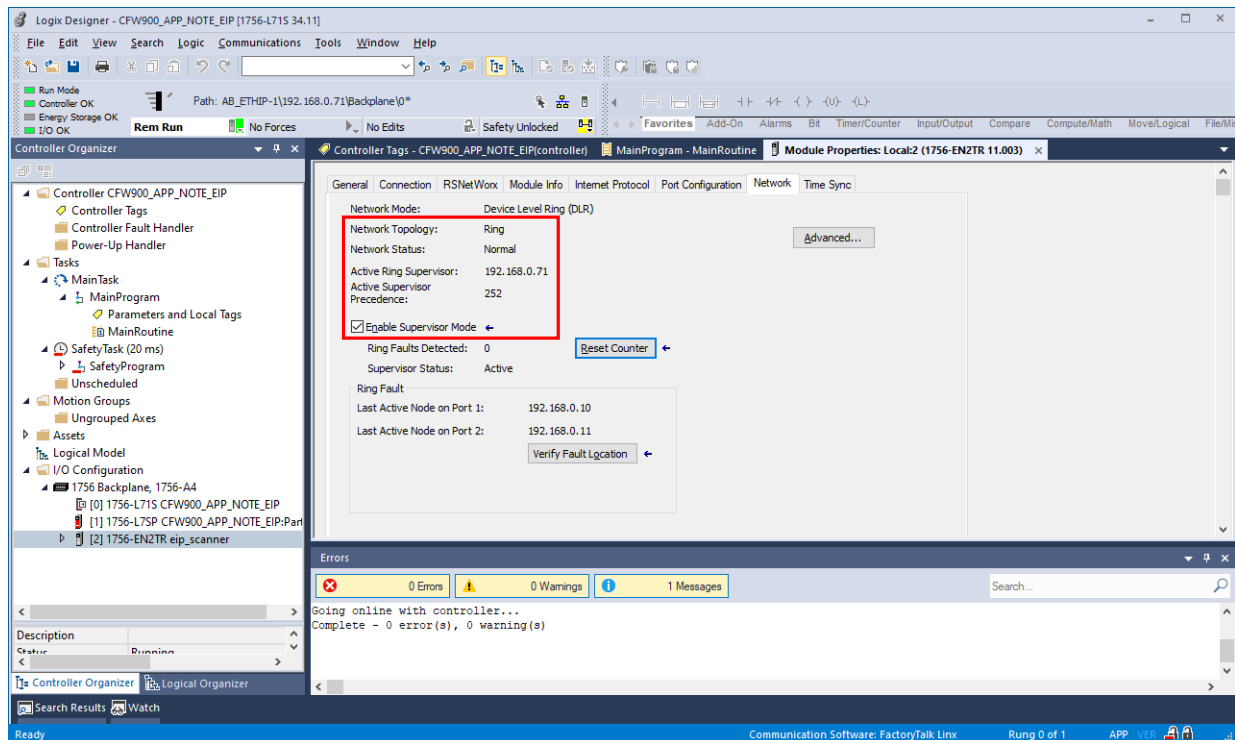 Logix Designer - CFW900_APP_NOTE_EIP [1756-L71S 34.11]
File Edit View Search Logic Communications Tools Window Help
Run Mode
Controller OK
Energy Storage OK
I/O OK
Path: AB_ETHIP-1\192.168.0.71\Backplane\0*
Rem Run No Forces No Edits Safety Unlocked
Favorites Add-On Alarms Bit Timer/Counter Input/Output Compare Compute/Math Move/Logical
Controller Organizer
Controller Tags - CFW900_APP_NOTE_EIP(controller) MainProgram - MainRoutine Module Properties: Local:2 (1756-EN2TR 11.003)
Controller CFW900_APP_NOTE_EIP
Controller Tags
Controller Fault Handler
Power-Up Handler
Tasks
MainTask
MainProgram
Parameters and Local Tags
MainRoutine
SafetyTask (20 ms)
SafetyProgram
Unscheduled
Motion Groups
Ungrouped Axes
Assets
Logical Model
I/O Configuration
1756 Backplane, 1756-A4
[0] 1756-L71S CFW900_APP_NOTE_EIP
[1] 1756-L7SP CFW900_APP_NOTE_EIP:Part
[2] 1756-EN2TR eip_scanner
Description
Status Running
Controller Organizer Logical Organizer
General Connection RSNetWorx Module Info Internet Protocol Port Configuration Network Time Sync
Network Mode: Device Level Ring (DLR)
Network Topology: Ring
Network Status: Normal
Advanced...
Active Ring Supervisor: 192.168.0.71
Active Supervisor
Precedence: 252
Enable Supervisor Mode
Ring Faults Detected: 0 Reset Counter
Supervisor Status: Active
Ring Fault
Last Active Node on Port 1: 192.168.0.10
Last Active Node on Port 2: 192.168.0.11
Verify Fault Location
Errors
0 Errors 0 Warnings 1 Messages Search...
Going online with controller...
Complete - 0 error(s), 0 warning(s)
Search Results Watch
Ready Communication Software: FactoryTalk Linx Rung 0 of 1 APP VER